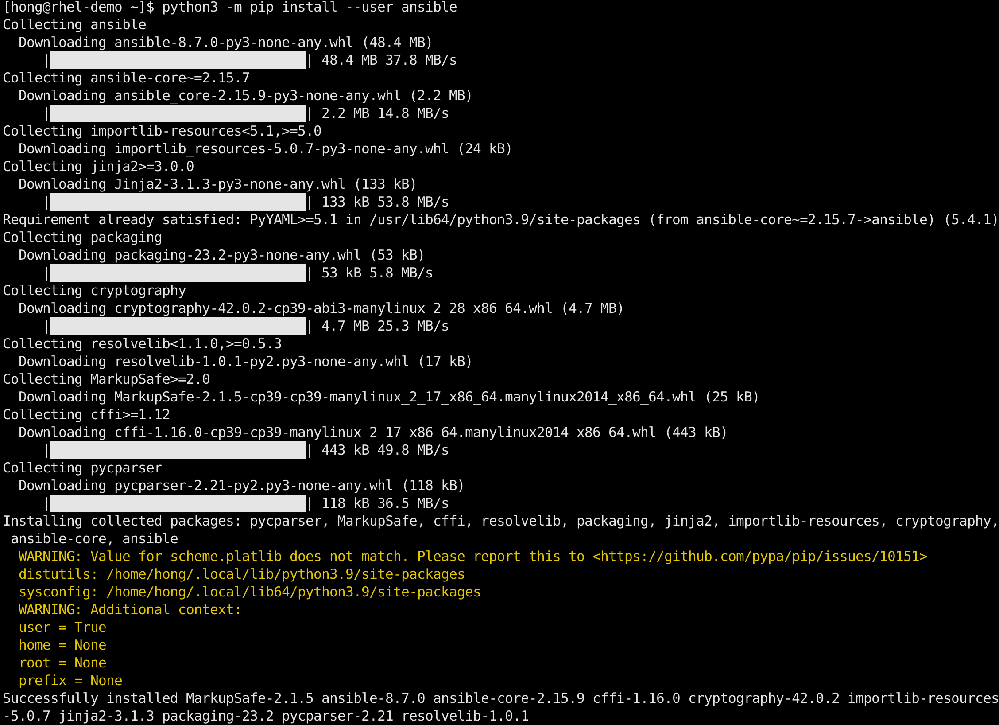 [hong@rhel-demo ~]$ python3 -m pip install --user ansible
Collecting ansible
  Downloading ansible-8.7.0-py3-none-any.whl (48.4 MB)
     |████████████████████████████████| 48.4 MB 37.8 MB/s
Collecting ansible-core~=2.15.7
  Downloading ansible_core-2.15.9-py3-none-any.whl (2.2 MB)
     |████████████████████████████████| 2.2 MB 14.8 MB/s
Collecting importlib-resources<5.1,>=5.0
  Downloading importlib_resources-5.0.7-py3-none-any.whl (24 kB)
Collecting jinja2>=3.0.0
  Downloading Jinja2-3.1.3-py3-none-any.whl (133 kB)
     |████████████████████████████████| 133 kB 53.8 MB/s
Requirement already satisfied: PyYAML>=5.1 in /usr/lib64/python3.9/site-packages (from ansible-core~=2.15.7->ansible) (5.4.1)
Collecting packaging
  Downloading packaging-23.2-py3-none-any.whl (53 kB)
     |████████████████████████████████| 53 kB 5.8 MB/s
Collecting cryptography
  Downloading cryptography-42.0.2-cp39-abi3-manylinux_2_28_x86_64.whl (4.7 MB)
     |████████████████████████████████| 4.7 MB 25.3 MB/s
Collecting resolvelib<1.1.0,>=0.5.3
  Downloading resolvelib-1.0.1-py2.py3-none-any.whl (17 kB)
Collecting MarkupSafe>=2.0
  Downloading MarkupSafe-2.1.5-cp39-cp39-manylinux_2_17_x86_64.manylinux2014_x86_64.whl (25 kB)
Collecting cffi>=1.12
  Downloading cffi-1.16.0-cp39-cp39-manylinux_2_17_x86_64.manylinux2014_x86_64.whl (443 kB)
     |████████████████████████████████| 443 kB 49.8 MB/s
Collecting pycparser
  Downloading pycparser-2.21-py2.py3-none-any.whl (118 kB)
     |████████████████████████████████| 118 kB 36.5 MB/s
Installing collected packages: pycparser, MarkupSafe, cffi, resolvelib, packaging, jinja2, importlib-resources, cryptography,
 ansible-core, ansible
  WARNING: Value for scheme.platlib does not match. Please report this to <https://github.com/pypa/pip/issues/10151>
  distutils: /home/hong/.local/lib/python3.9/site-packages
  sysconfig: /home/hong/.local/lib64/python3.9/site-packages
  WARNING: Additional context:
  user = True
  home = None
  root = None
  prefix = None
Successfully installed MarkupSafe-2.1.5 ansible-8.7.0 ansible-core-2.15.9 cffi-1.16.0 cryptography-42.0.2 importlib-resources
-5.0.7 jinja2-3.1.3 packaging-23.2 pycparser-2.21 resolvelib-1.0.1